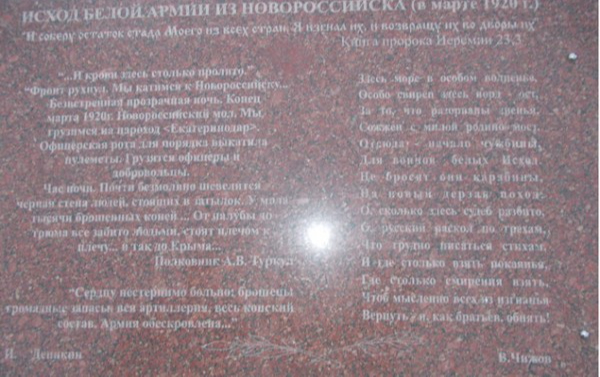 ИСХОД БЕЛОЙ АРМИИ ИЗ НОВОРОССИЙСКА (в марте 1920 г.)
"И соберу остаток стада Моего из всех стран, Я изгнал их, и возвращу их во дворы их"
Книга пророка Иеремии 23,3
"...И крови здесь столько пролито."
"Фронт рухнул. Мы катимся к Новороссийску...
Безветренная прозрачная ночь. Конец
марта 1920г. Новороссийский мол. Мы
грузимся на пароход <Екатеринодар>.
Офицерская рота для порядка выкатила
пулеметы. Грузятся офицеры и
добровольцы.
Час ночи. Почти безмолвно шевелится
черная стена людей, стоящих в затылок. У мола
тысячи брошенных коней... От палубы до
трюма все забито людьми, стоят плечом к
плечу... и так до Крыма...
Полковник А.В. Туркул
"Сердцу нестерпимо больно: брошены
громадные запасы, вся артиллерия, весь конский
состав. Армия обескровлена..."
Деникин
Здесь море в особом волнении,
Особо свиреп здесь норд ост,
За то, что разорваны звенья,
Сожжён с милой родиной мост.
Отсюда начало чужбины,
Для воинов белых Исход.
Не бросят они карабины,
На новый дерзая поход.
О, сколько здесь судеб разбито,
О, русский раскол по грехам,
Что трудно писаться стихам,
И где столько взять покаянья,
Где столько смиренья взять,
Чтоб мысленно всех из изгнанья
Вернуть и, как братьев, обнять!
В.Чижов